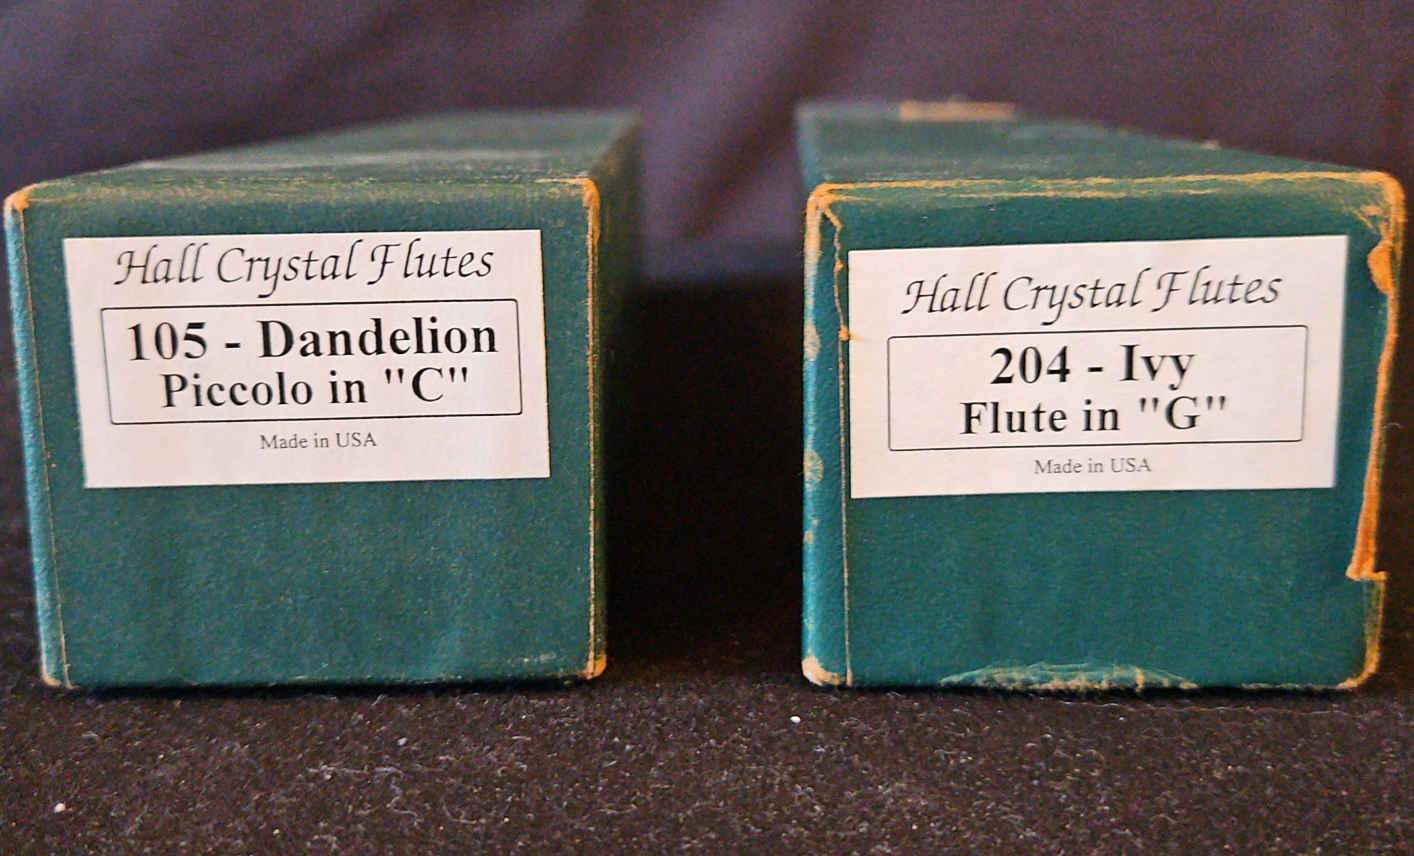 Hall Crystal Flutes
105 - Dandelion
Piccolo in "C"
Made in USA
Hall Crystal Flutes
204 - Ivy
Flute in "G"
Made in USA